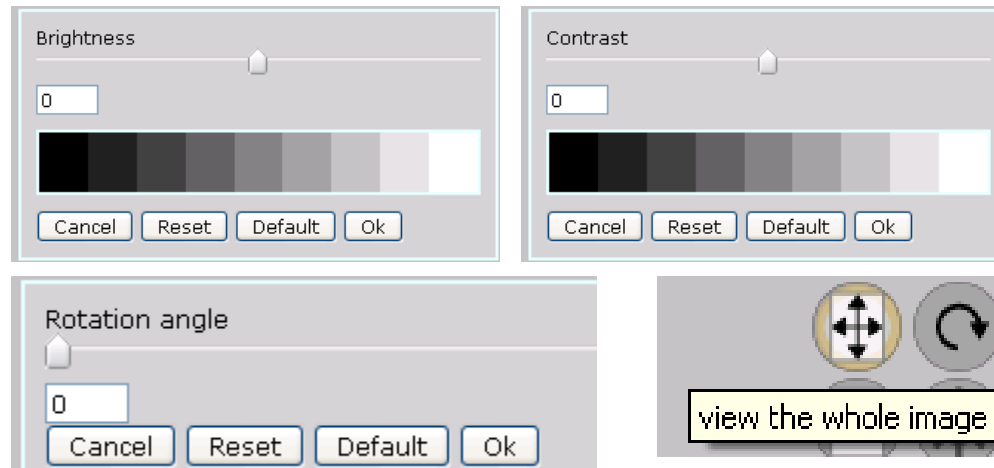 Brightness
0
Cancel Reset Default Ok
Contrast
0
Cancel Reset Default Ok
Rotation angle
0
Cancel Reset Default Ok
view the whole image